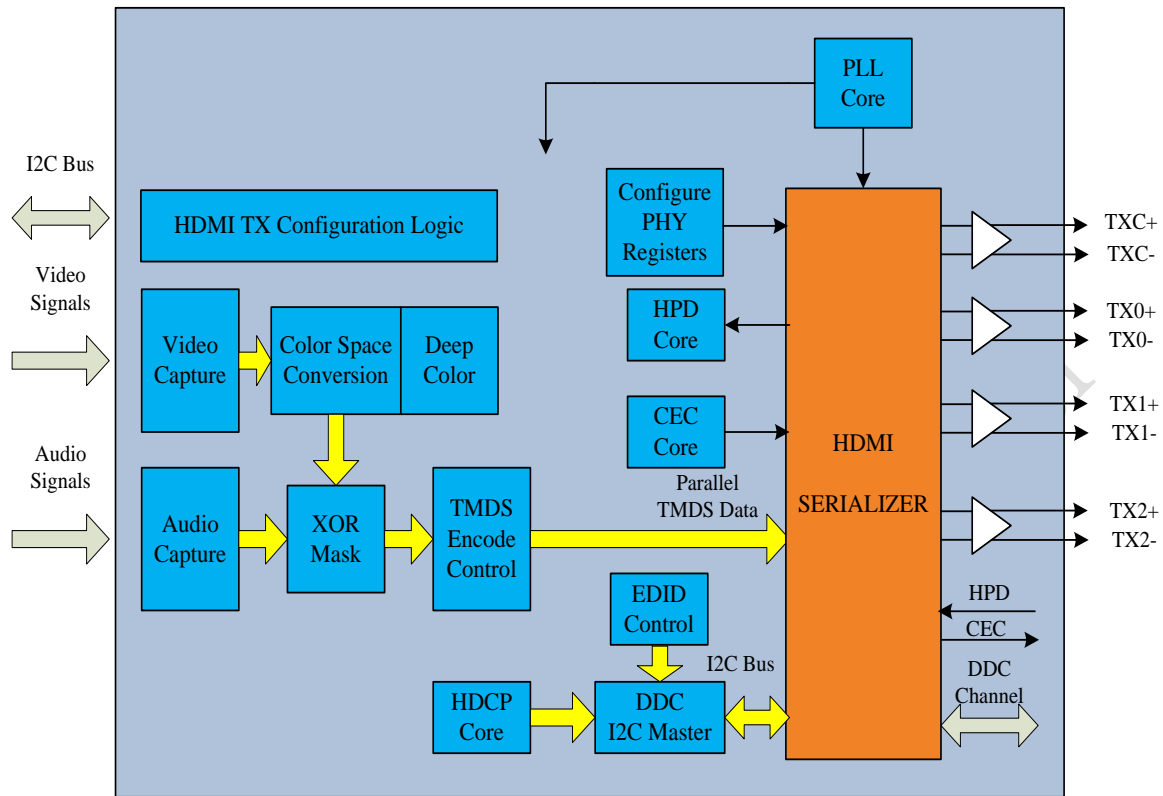 PLL
Core
I2C Bus
HDMI TX Configuration Logic
Configure
PHY
Registers
TXC+
TXC-
Video
Signals
Video
Capture
Color Space
Conversion
Deep
Color
HPD
Core
TX0+
TX0-
CEC
Core
TX1+
TX1-
HDMI
SERIALIZER
Audio
Signals
Audio
Capture
XOR
Mask
TMDS
Encode
Control
Parallel
TMDS Data
TX2+
TX2-
EDID
Control
HPD
CEC
I2C Bus
DDC
Channel
HDCP
Core
DDC
I2C Master